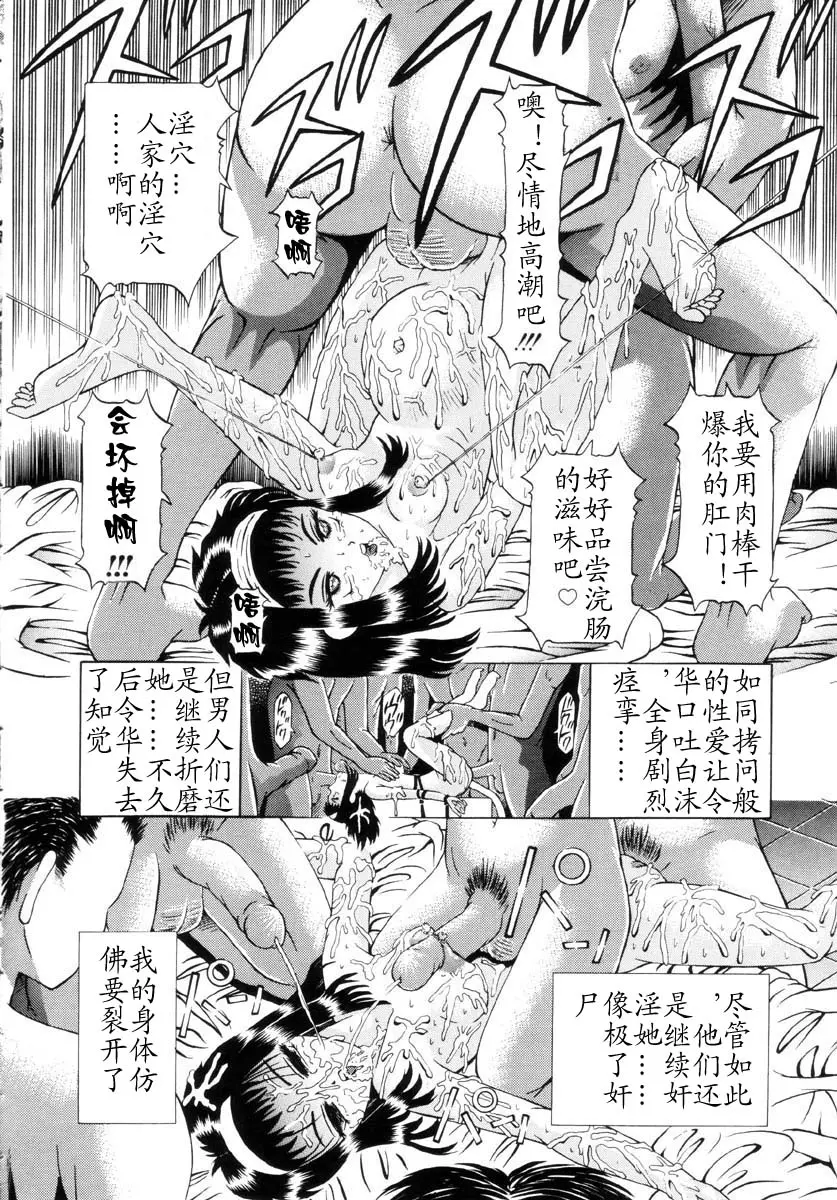 噢！尽情
地高潮吧
!!!
淫穴…
人家的淫穴
……啊啊
唔啊
我要用肉棒干
爆你的肛门！
好好品尝浣肠
的滋味吧♡
会坏掉啊
!!!
唔啊
如同拷问般
的性爱让令
华口吐白沫
，全身剧烈
痉挛……
但男人们还
是继续折磨
她……不久
后令华失去
了知觉
尽管如此
，他们还
是继续奸
淫她……
像极了奸
尸
我的身体仿
佛要裂开了